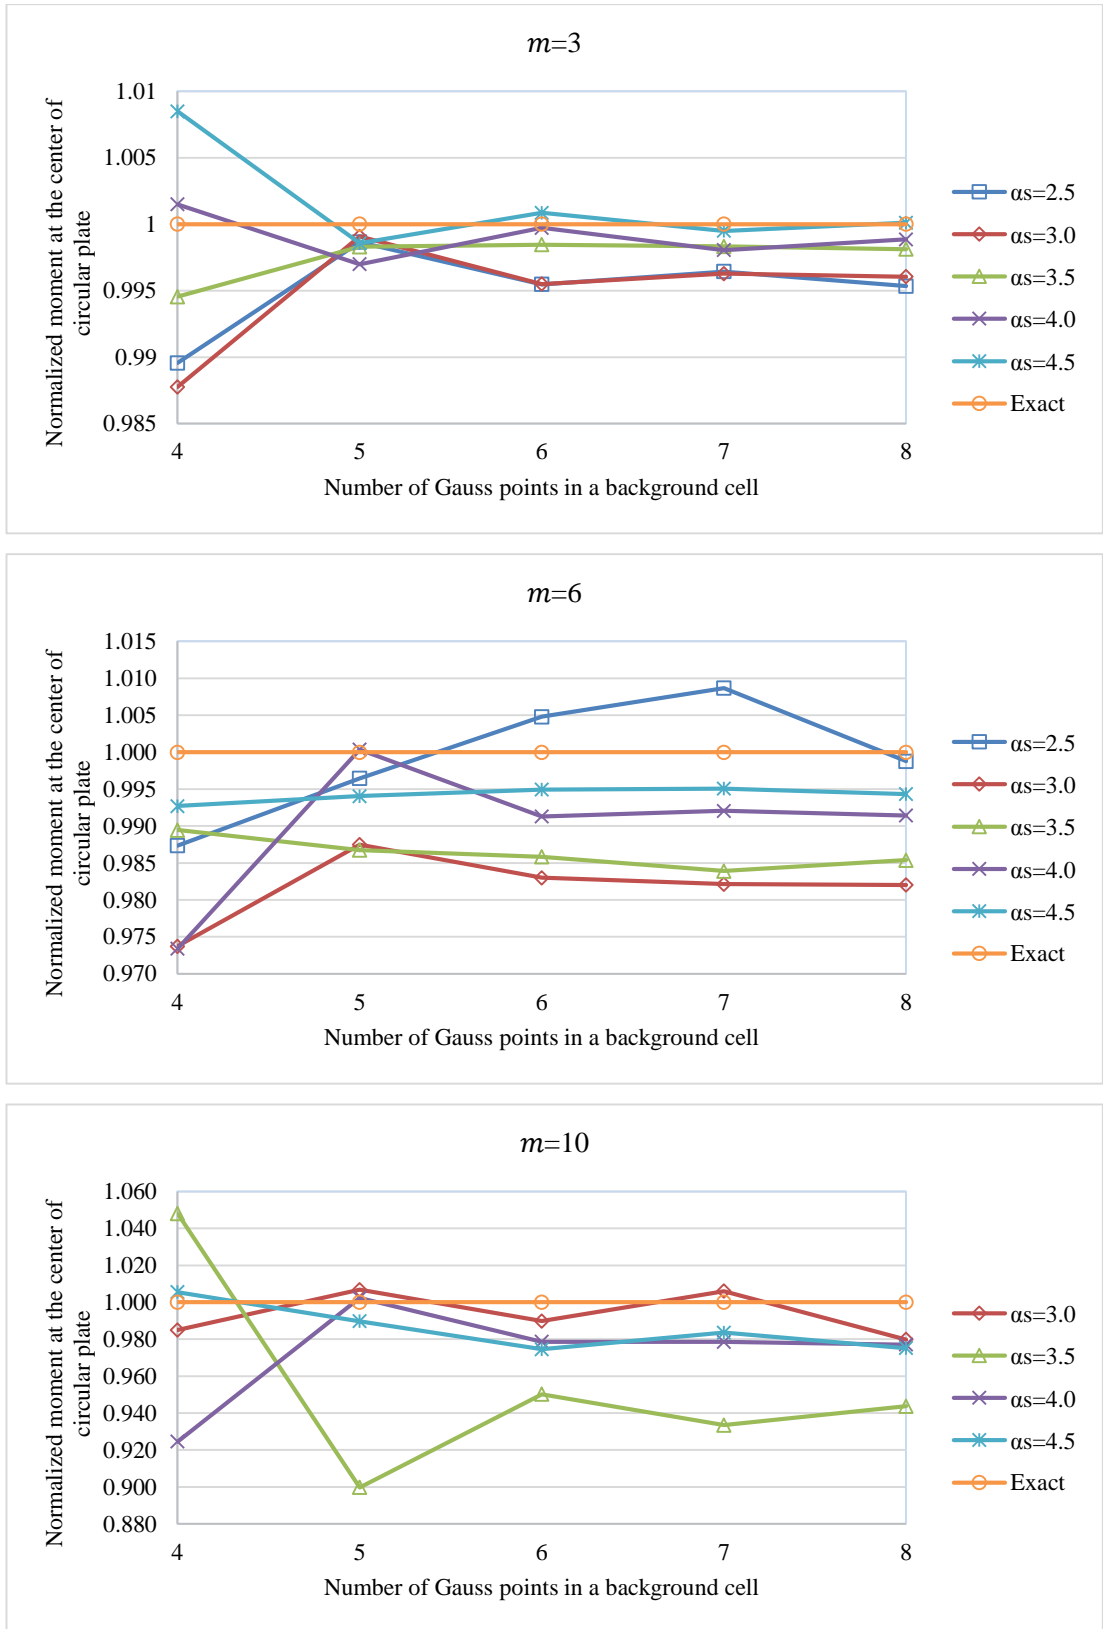 m=3
Normalized moment at the center of
circular plate
1.01
1.005
1
0.995
0.99
0.985
4 5 6 7 8
Number of Gauss points in a background cell
αs=2.5
αs=3.0
αs=3.5
αs=4.0
αs=4.5
Exact
m=6
Normalized moment at the center of
circular plate
1.015
1.010
1.005
1.000
0.995
0.990
0.985
0.980
0.975
0.970
4 5 6 7 8
Number of Gauss points in a background cell
αs=2.5
αs=3.0
αs=3.5
αs=4.0
αs=4.5
Exact
m=10
Normalized moment at the center of
circular plate
1.060
1.040
1.020
1.000
0.980
0.960
0.940
0.920
0.900
0.880
4 5 6 7 8
Number of Gauss points in a background cell
αs=3.0
αs=3.5
αs=4.0
αs=4.5
Exact